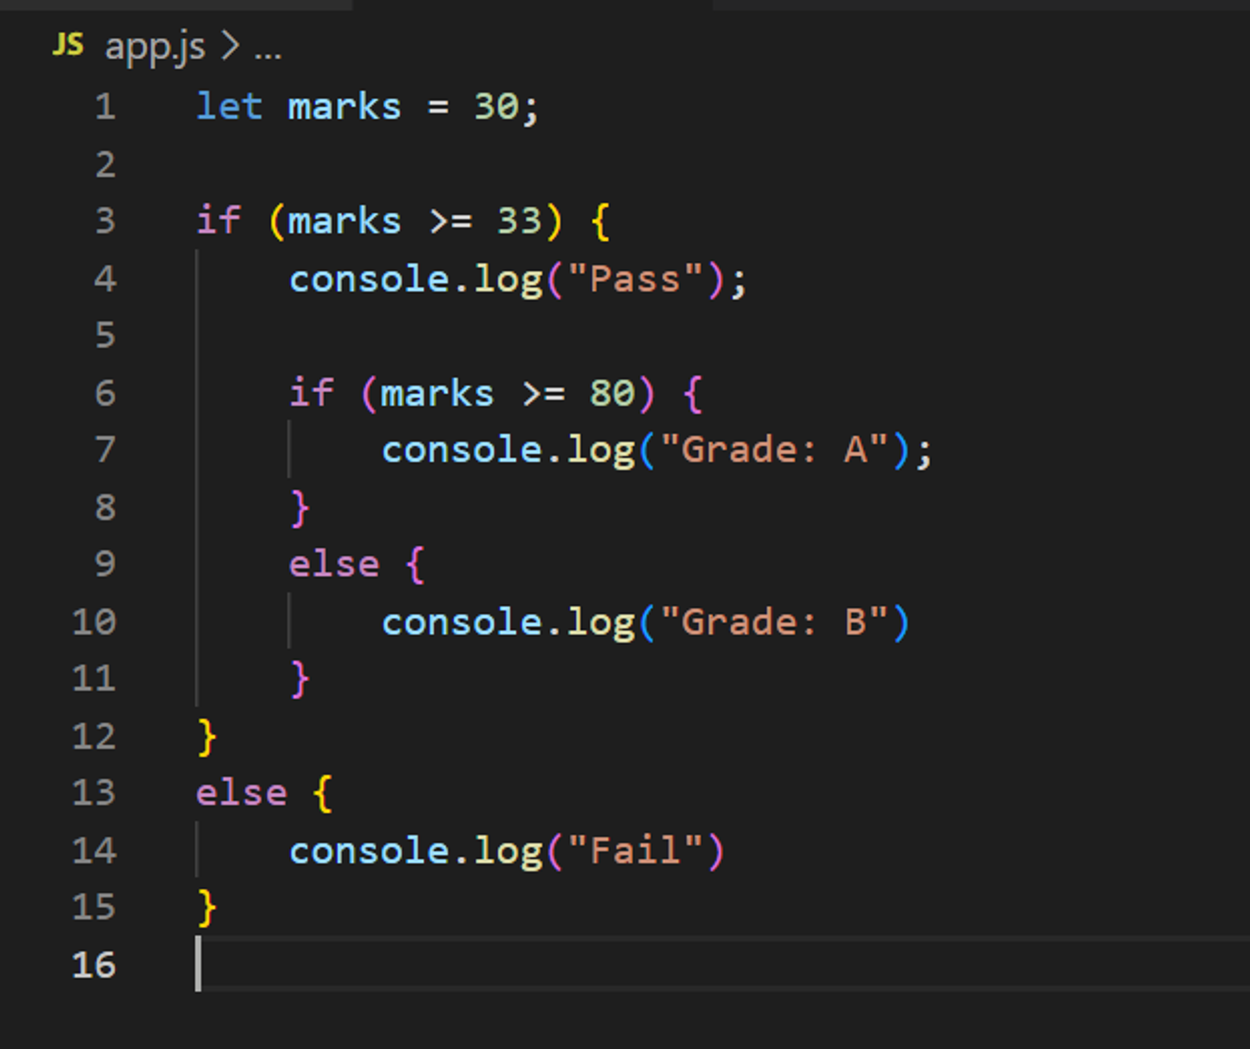 JS app.js > ...
1 let marks = 30;
2
3 if (marks >= 33) {
4     console.log("Pass");
5
6     if (marks >= 80) {
7         console.log("Grade: A");
8     }
9     else {
10         console.log("Grade: B")
11     }
12 }
13 else {
14     console.log("Fail")
15 }
16